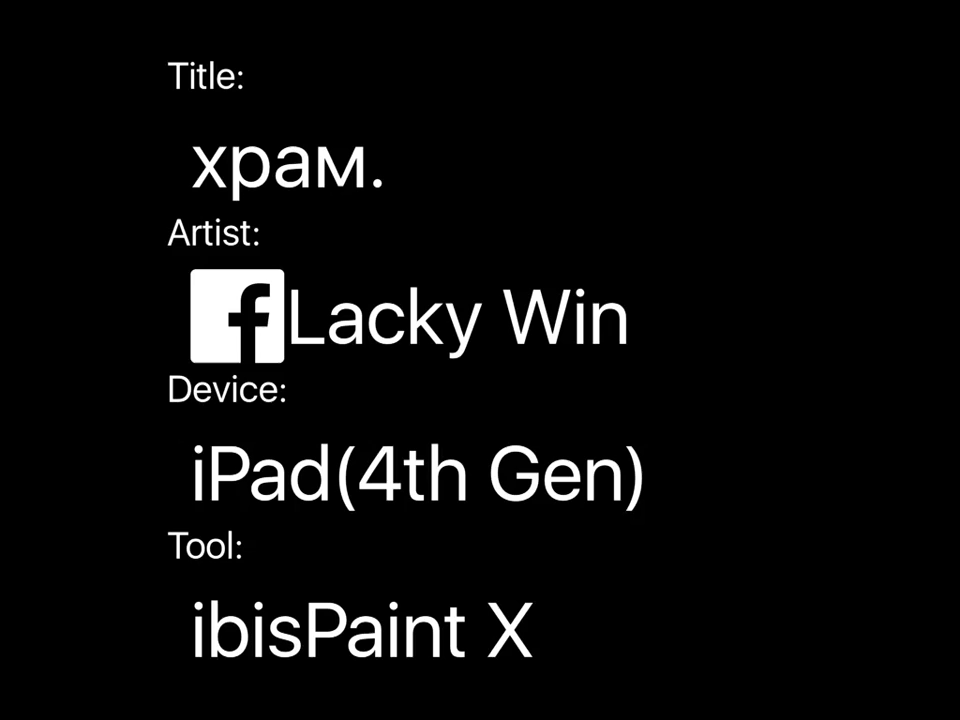 Title:
храм.
Artist:
Lacky Win
Device:
iPad(4th Gen)
Tool:
ibisPaint X